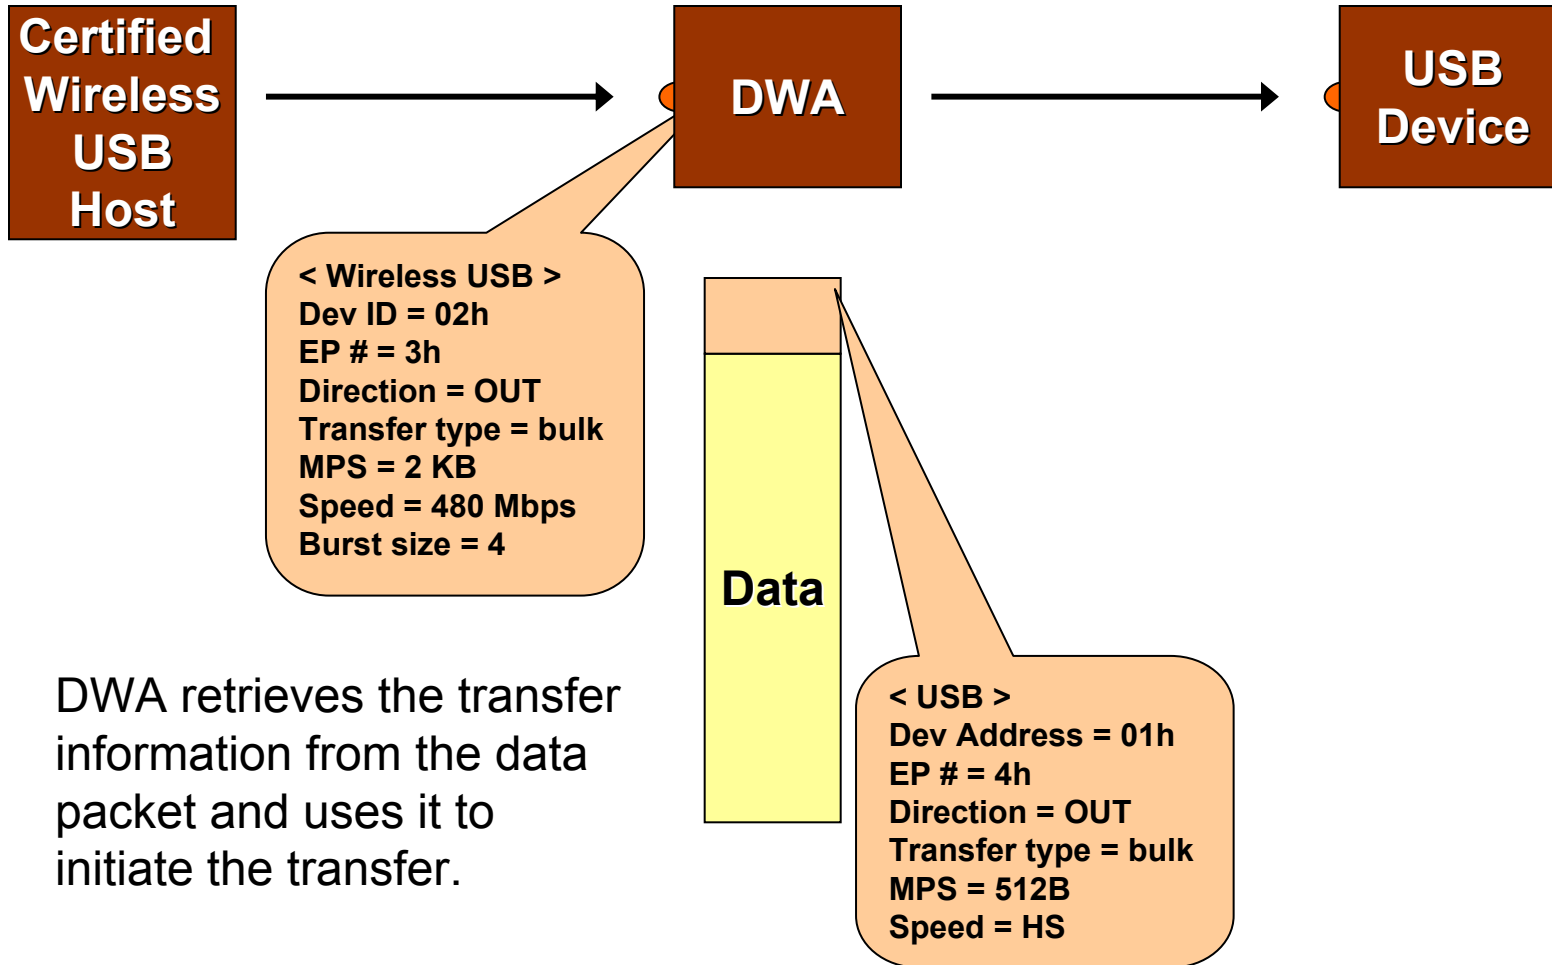 Certified
Wireless
USB
Host
DWA
USB
Device
< Wireless USB >
Dev ID = 02h
EP # = 3h
Direction = OUT
Transfer type = bulk
MPS = 2 KB
Speed = 480 Mbps
Burst size = 4
Data
DWA retrieves the transfer
information from the data
packet and uses it to
initiate the transfer.
< USB >
Dev Address = 01h
EP # = 4h
Direction = OUT
Transfer type = bulk
MPS = 512B
Speed = HS